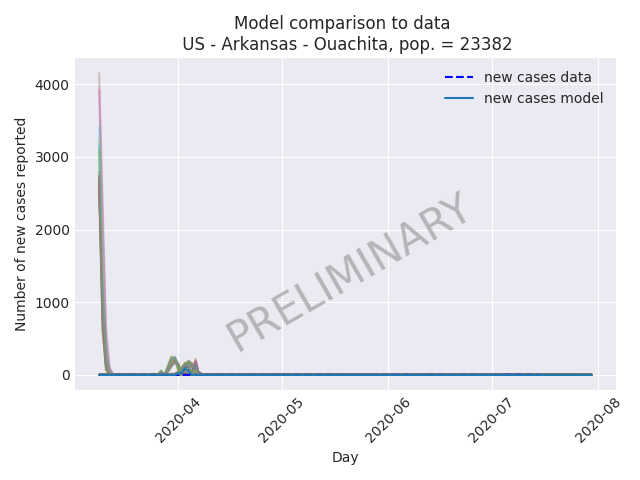 Model comparison to data
US - Arkansas - Ouachita, pop. = 23382
new cases data
new cases model
Number of new cases reported
4000
3000
2000
1000
0
PRELIMINARY
2020-04
2020-05
2020-06
2020-07
2020-08
Day